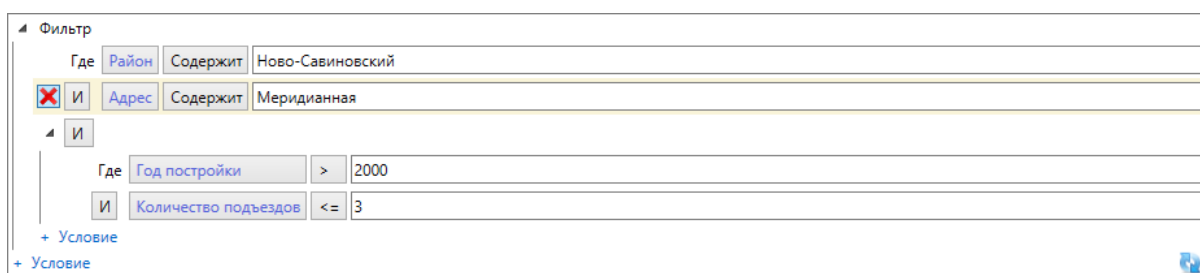 Фильтр
Где Район Содержит Ново-Савиновский
И Адрес Содержит Меридианная
И
Где Год постройки > 2000
И Количество подъездов <= 3
+ Условие
+ Условие